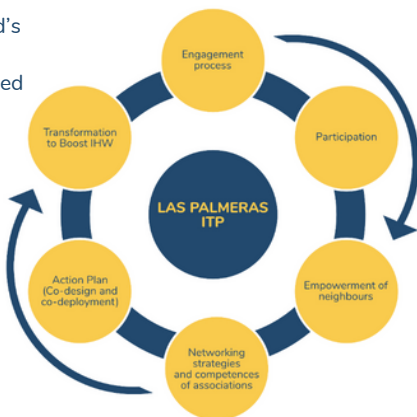 d's
ed
Engagement
process
Participation
Empowerment of
neighbours
Networking
strategies
and competences
of associations
Action Plan
(Co-design and
co-deployment)
Transformation
to Boost IHW
LAS PALMERAS
ITP